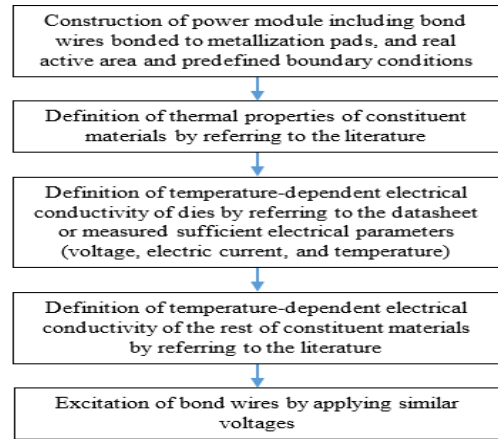 Construction of power module including bond
wires bonded to metallization pads, and real
active area and predefined boundary conditions
Definition of thermal properties of constituent
materials by referring to the literature
Definition of temperature-dependent electrical
conductivity of dies by referring to the datasheet
or measured sufficient electrical parameters
(voltage, electric current, and temperature)
Definition of temperature-dependent electrical
conductivity of the rest of constituent materials
by referring to the literature
Excitation of bond wires by applying similar
voltages